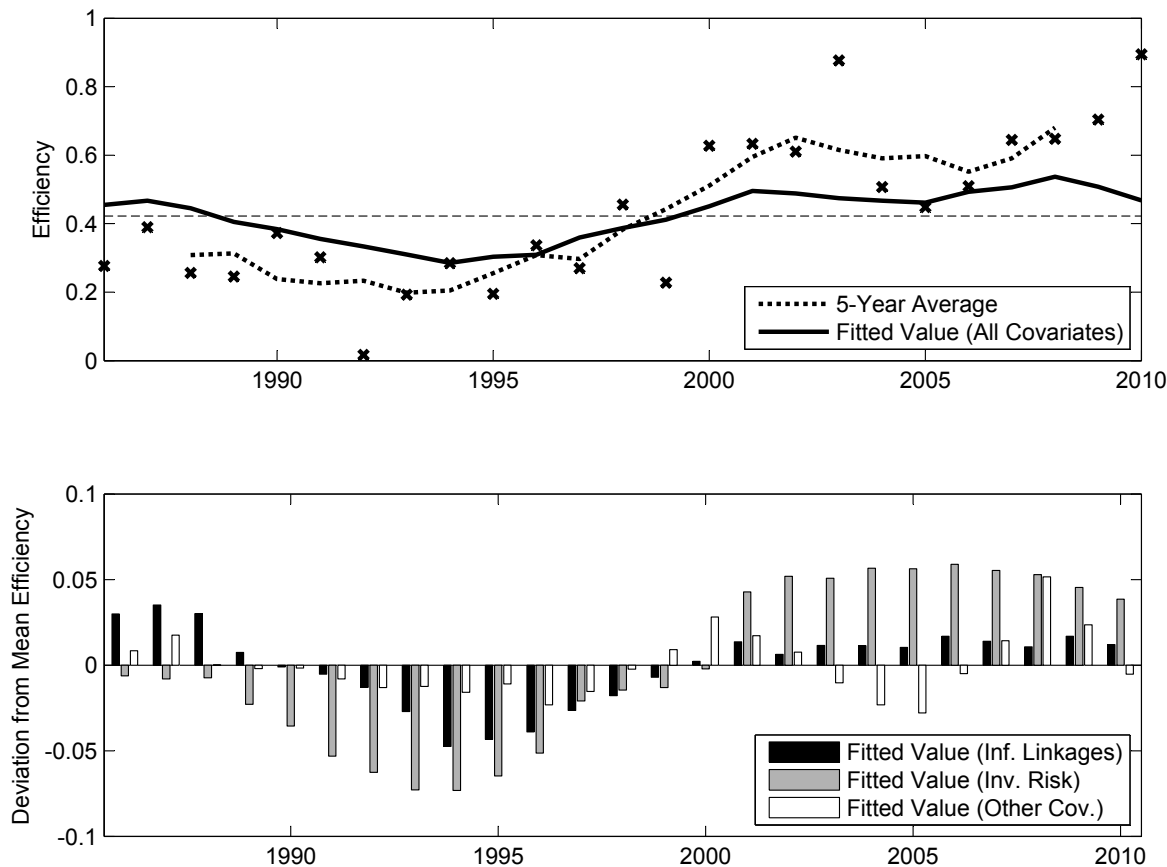 1
0.8
0.6
0.4
0.2
0
Efficiency
5-Year Average
Fitted Value (All Covariates)
1990 1995 2000 2005 2010
0.1
0.05
0
-0.05
-0.1
Deviation from Mean Efficiency
Fitted Value (Inf. Linkages)
Fitted Value (Inv. Risk)
Fitted Value (Other Cov.)
1990 1995 2000 2005 2010